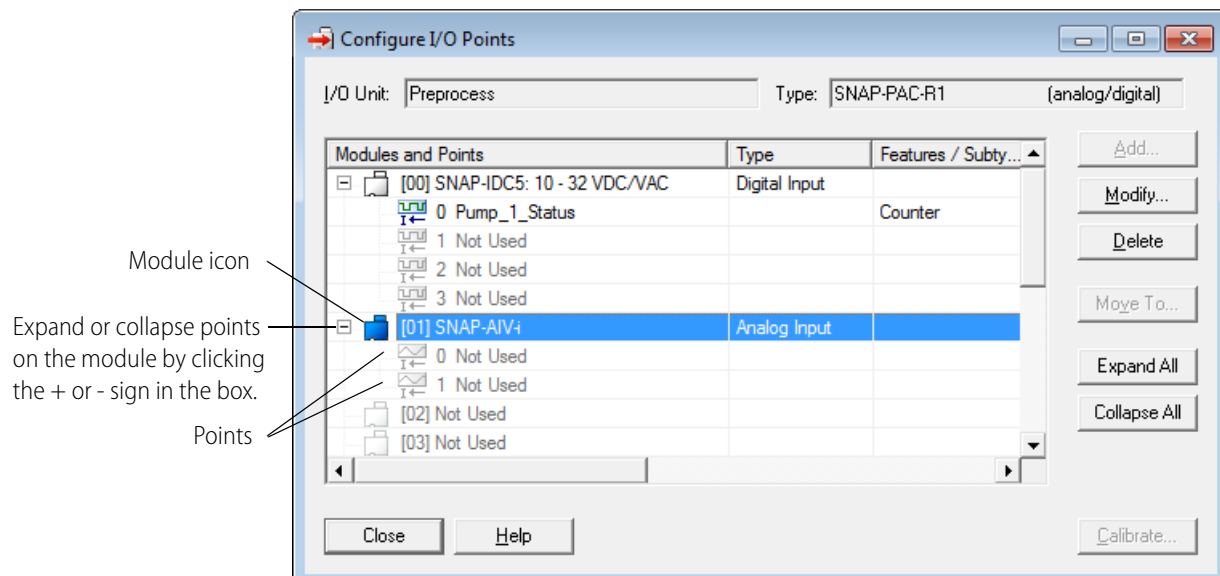 Configure I/O Points
I/O Unit: Preprocess Type: SNAP-PAC-R1 (analog/digital)
Modules and Points Type Features / Subty...
Add...
[00] SNAP-IDC5: 10 - 32 VDC/VAC Digital Input
Modify...
0 Pump_1_Status Counter
1 Not Used
Delete
2 Not Used
3 Not Used
Move To...
[01] SNAP-AIV-i Analog Input
0 Not Used
Expand All
1 Not Used
[02] Not Used
Collapse All
[03] Not Used
Close Help Calibrate...
Module icon
Expand or collapse points
on the module by clicking
the + or - sign in the box.
Points